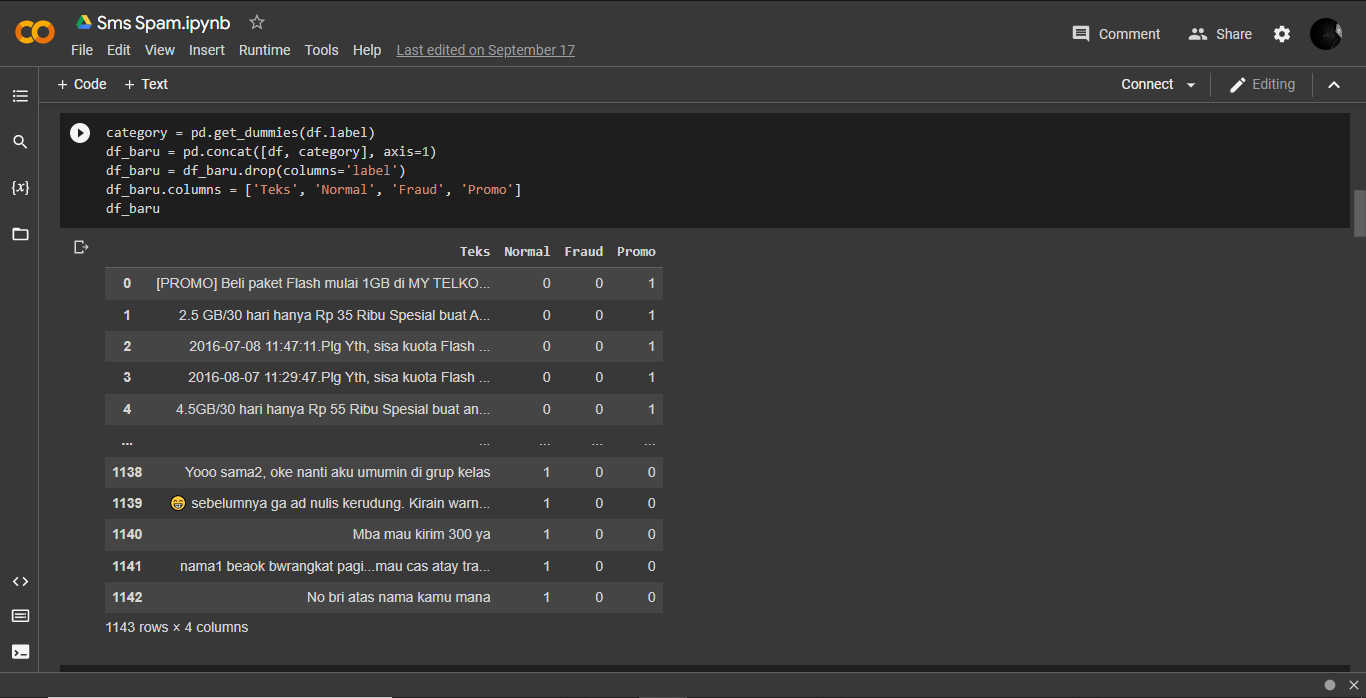 Sms Spam.ipynb
File Edit View Insert Runtime Tools Help Last edited on September 17
Comment Share
+ Code + Text
Connect Editing
{x}
category = pd.get_dummies(df.label)
df_baru = pd.concat([df, category], axis=1)
df_baru = df_baru.drop(columns='label')
df_baru.columns = ['Teks', 'Normal', 'Fraud', 'Promo']
df_baru
Teks Normal Fraud Promo
0 [PROMO] Beli paket Flash mulai 1GB di MY TELKO... 0 0 1
1 2.5 GB/30 hari hanya Rp 35 Ribu Spesial buat A... 0 0 1
2 2016-07-08 11:47:11.Plg Yth, sisa kuota Flash ... 0 0 1
3 2016-08-07 11:29:47.Plg Yth, sisa kuota Flash ... 0 0 1
4 4.5GB/30 hari hanya Rp 55 Ribu Spesial buat an... 0 0 1
... ... ... ... ...
1138 Yooo sama2, oke nanti aku umumin di grup kelas 1 0 0
1139 😁 sebelumnya ga ad nulis kerudung. Kirain warn... 1 0 0
1140 Mba mau kirim 300 ya 1 0 0
1141 nama1 beaok bwrangkat pagi...mau cas atay tra... 1 0 0
1142 No bri atas nama kamu mana 1 0 0
1143 rows × 4 columns